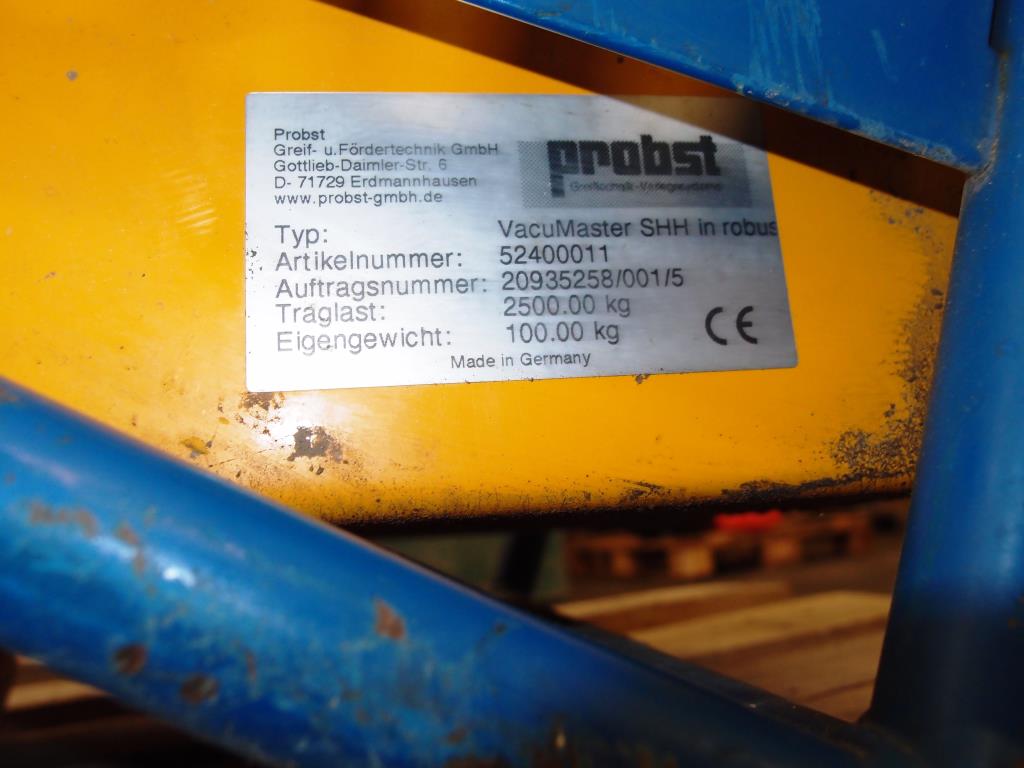 Probst
Greif- u.Fördertechnik GmbH
Gottlieb-Daimler-Str. 6
D- 71729 Erdmannhausen
www.probst-gmbh.de
probst
Greiftechnik-Verlegesysteme
Typ: VacuMaster SHH in robus
Artikelnummer: 52400011
Auftragsnummer: 20935258/001/5
Traglast: 2500.00 kg
Eigengewicht: 100.00 kg
CE
Made in Germany